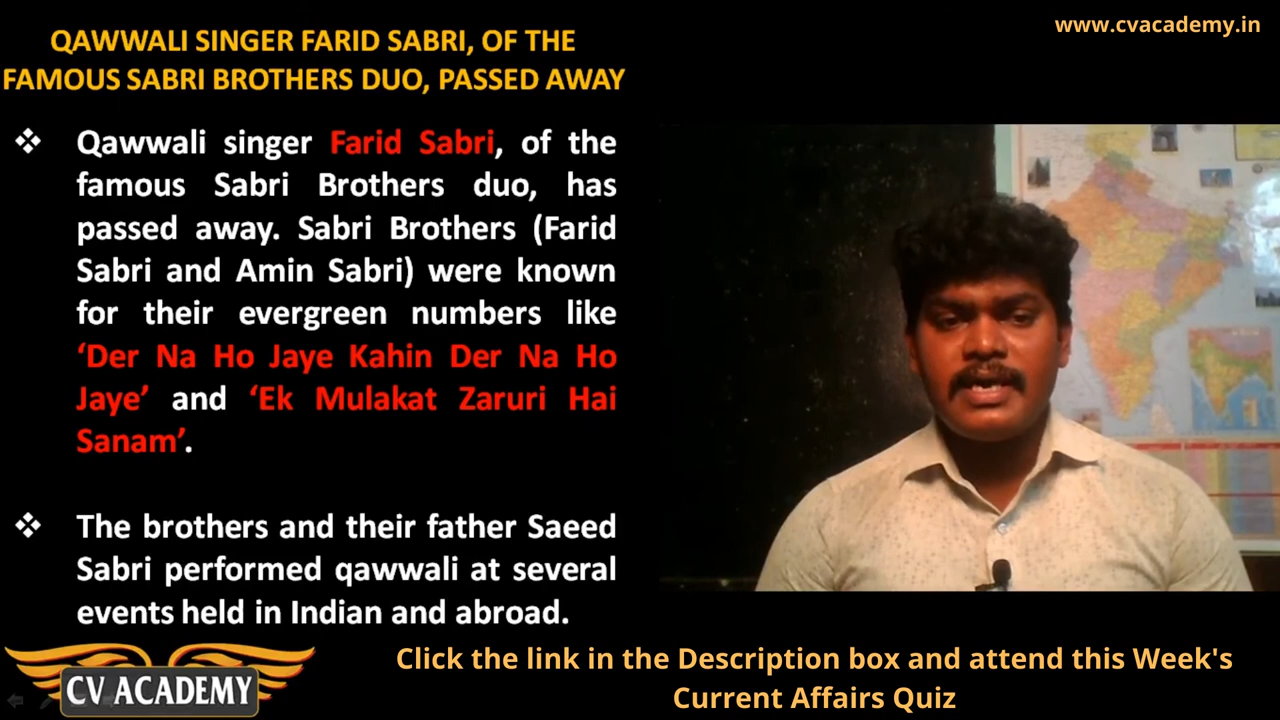 www.cvacademy.in
QAWWALI SINGER FARID SABRI, OF THE
FAMOUS SABRI BROTHERS DUO, PASSED AWAY
❖ Qawwali singer Farid Sabri, of the
famous Sabri Brothers duo, has
passed away. Sabri Brothers (Farid
Sabri and Amin Sabri) were known
for their evergreen numbers like
‘Der Na Ho Jaye Kahin Der Na Ho
Jaye’ and ‘Ek Mulakat Zaruri Hai
Sanam’.
❖ The brothers and their father Saeed
Sabri performed qawwali at several
events held in Indian and abroad.
CV ACADEMY
Click the link in the Description box and attend this Week's
Current Affairs Quiz